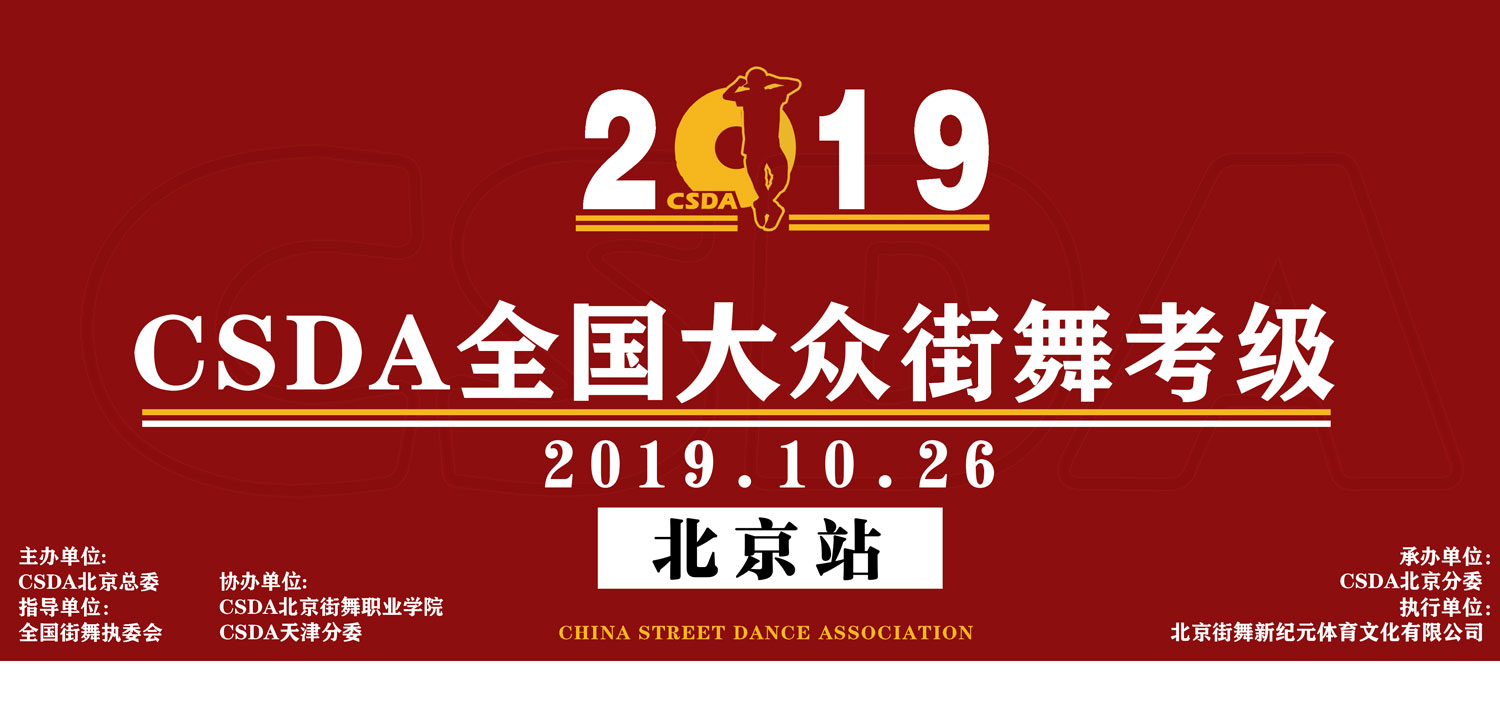 2019
CSDA
CSDA全国大众街舞考级
2019.10.26
北京站
主办单位:
CSDA北京总委
指导单位:
全国街舞执委会
协办单位:
CSDA北京街舞职业学院
CSDA天津分委
CHINA STREET DANCE ASSOCIATION
承办单位:
CSDA北京分委
执行单位:
北京街舞新纪元体育文化有限公司
CSDA